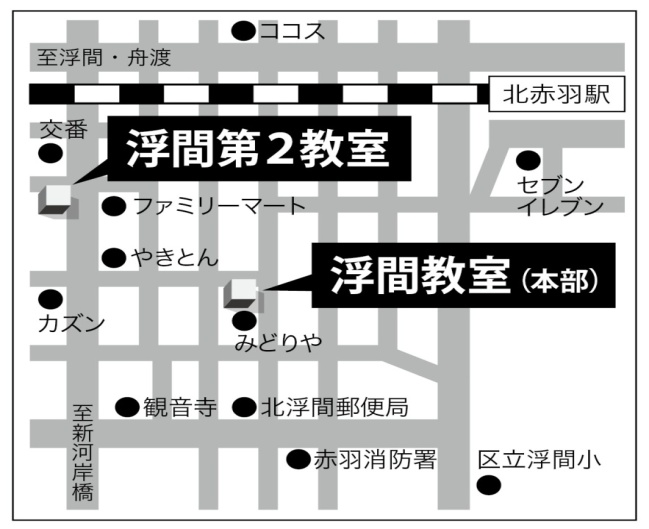 ココス
至浮間・舟渡
北赤羽駅
交番
浮間第2教室
セブン
イレブン
ファミリーマート
やきとん
浮間教室（本部）
カズン
みどりや
観音寺
北浮間郵便局
至新河岸橋
赤羽消防署
区立浮間小